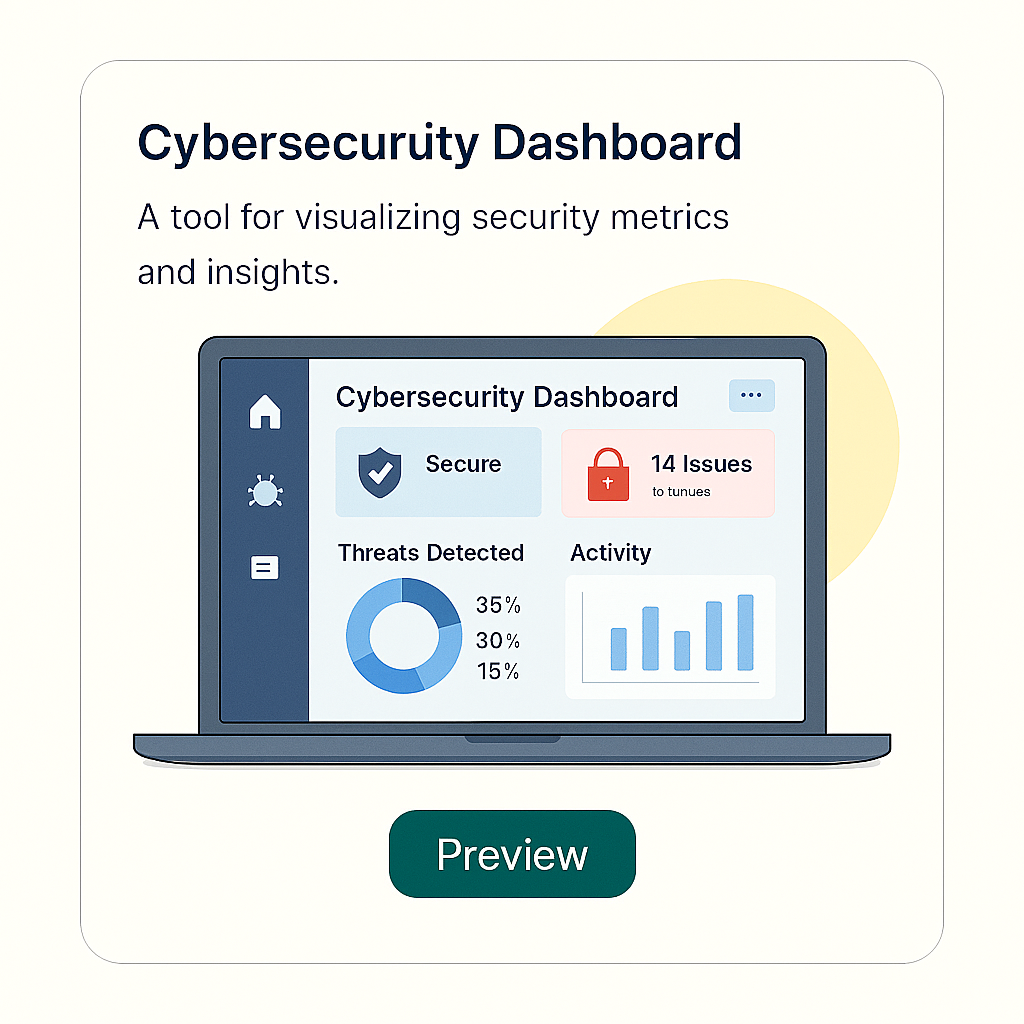 Cybersecuruty Dashboard
A tool for visualizing security metrics
and insights.
Cybersecurity Dashboard
Secure
14 Issues
to tunues
Threats Detected
Activity
35%
30%
15%
Preview